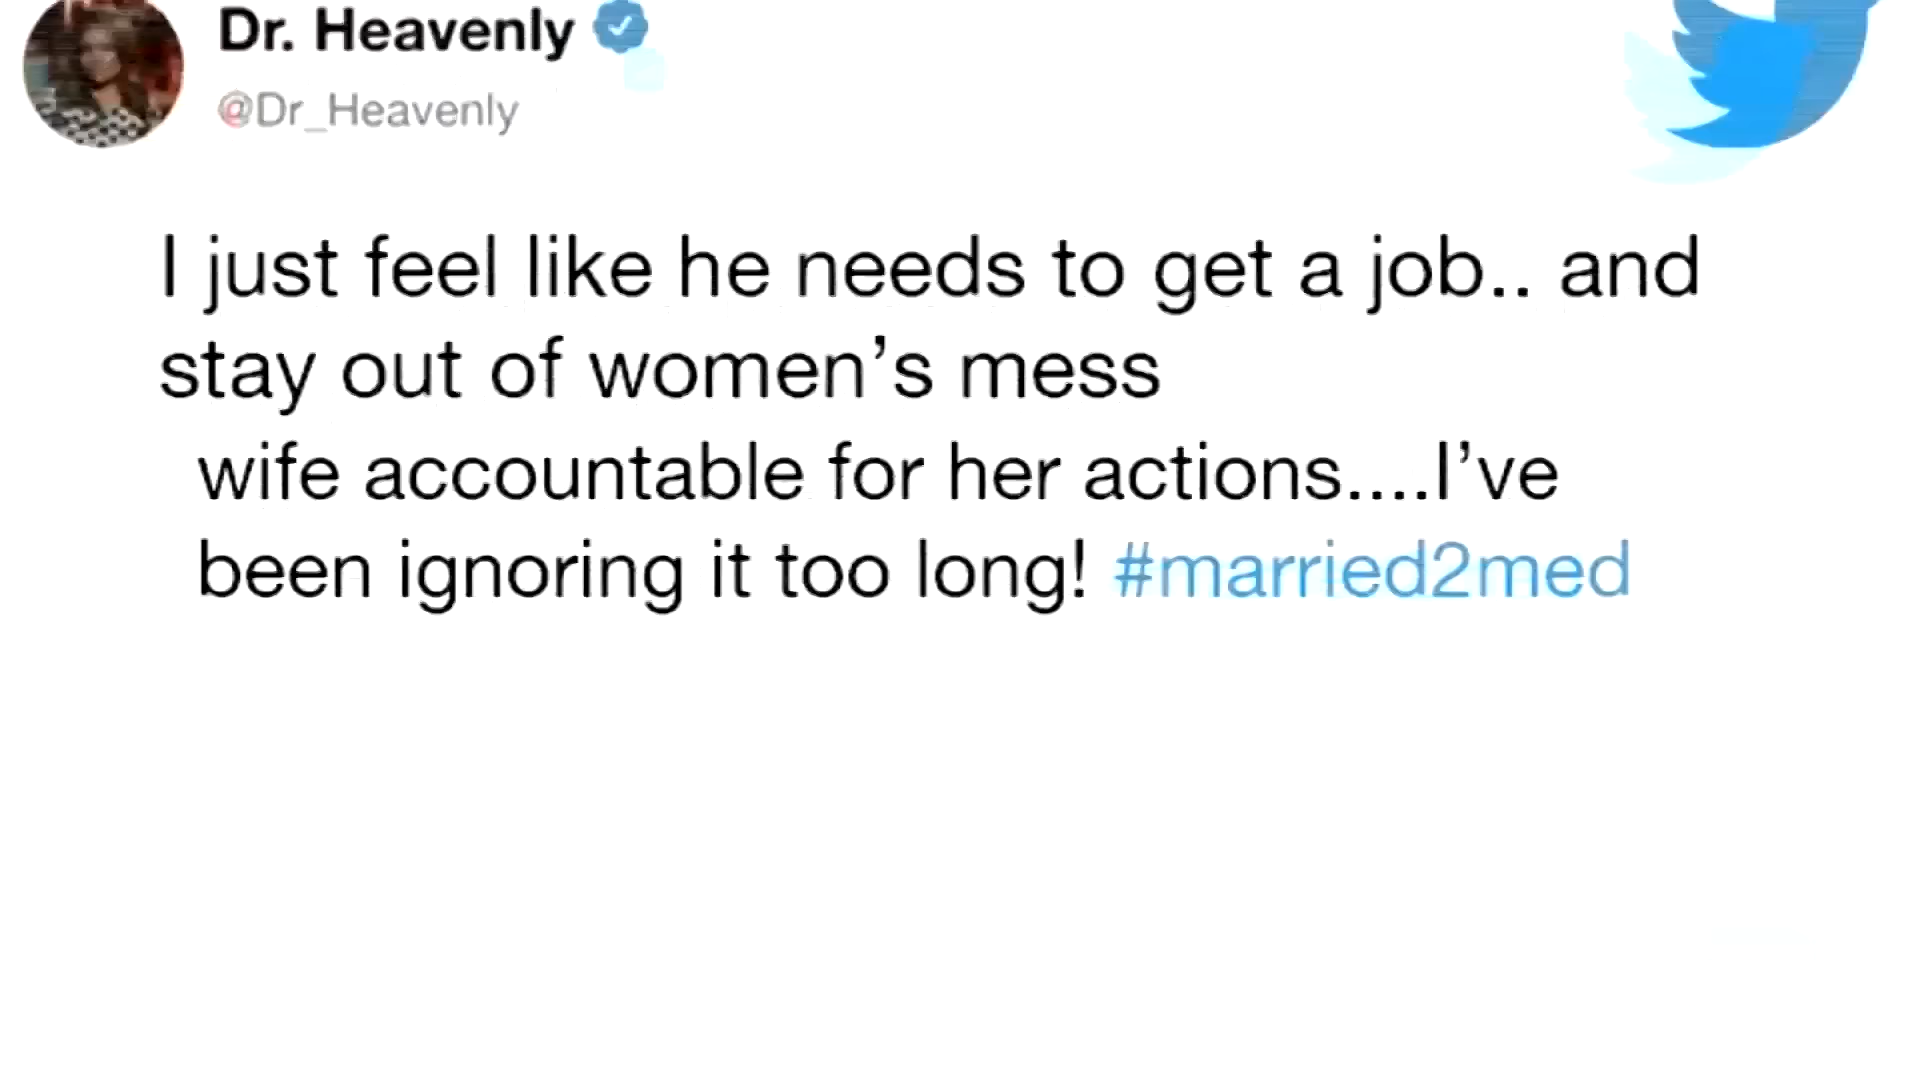 Dr. Heavenly
@Dr_Heavenly
I just feel like he needs to get a job.. and
stay out of women’s mess
wife accountable for her actions....I’ve
been ignoring it too long! #married2med